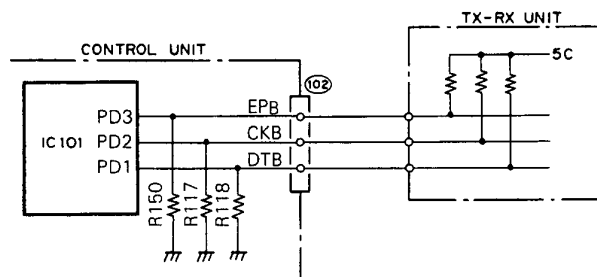 TX-RX UNIT
CONTROL UNIT
5C
102
IC101
PD3
EPB
PD2
CKB
PD1
DTB
R150
R117
R118